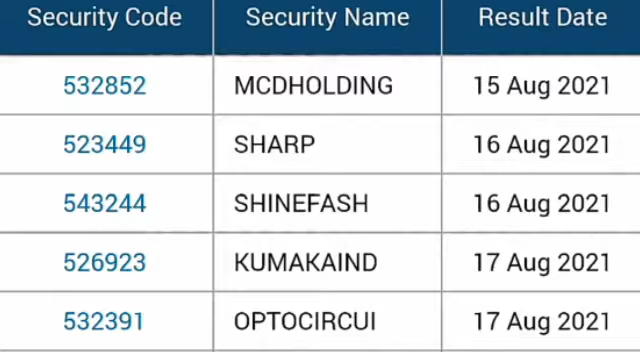 Security Code Security Name Result Date
532852 MCDHOLDING 15 Aug 2021
523449 SHARP 16 Aug 2021
543244 SHINEFASH 16 Aug 2021
526923 KUMAKAIND 17 Aug 2021
532391 OPTOCIRCUI 17 Aug 2021